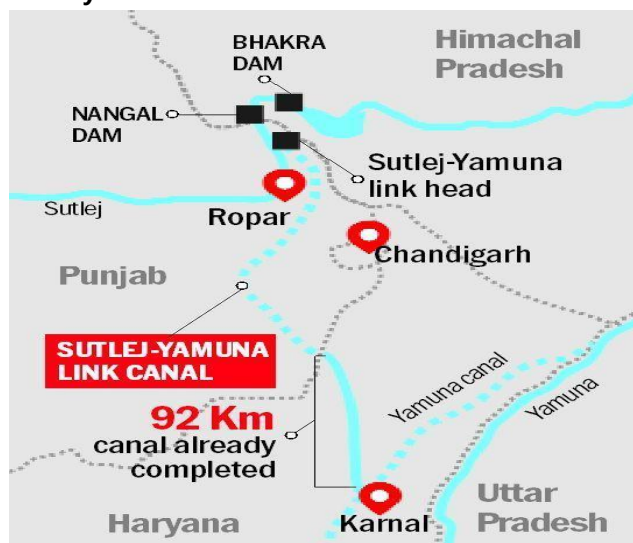 BHAKRA
DAM
Himachal
Pradesh
NANGAL
DAM
Sutlej-Yamuna
link head
Sutlej
Ropar
Chandigarh
Punjab
SUTLEJ-YAMUNA
LINK CANAL
92 Km
canal already
completed
Yamuna canal
Yamuna
Karnal
Haryana
Uttar
Pradesh